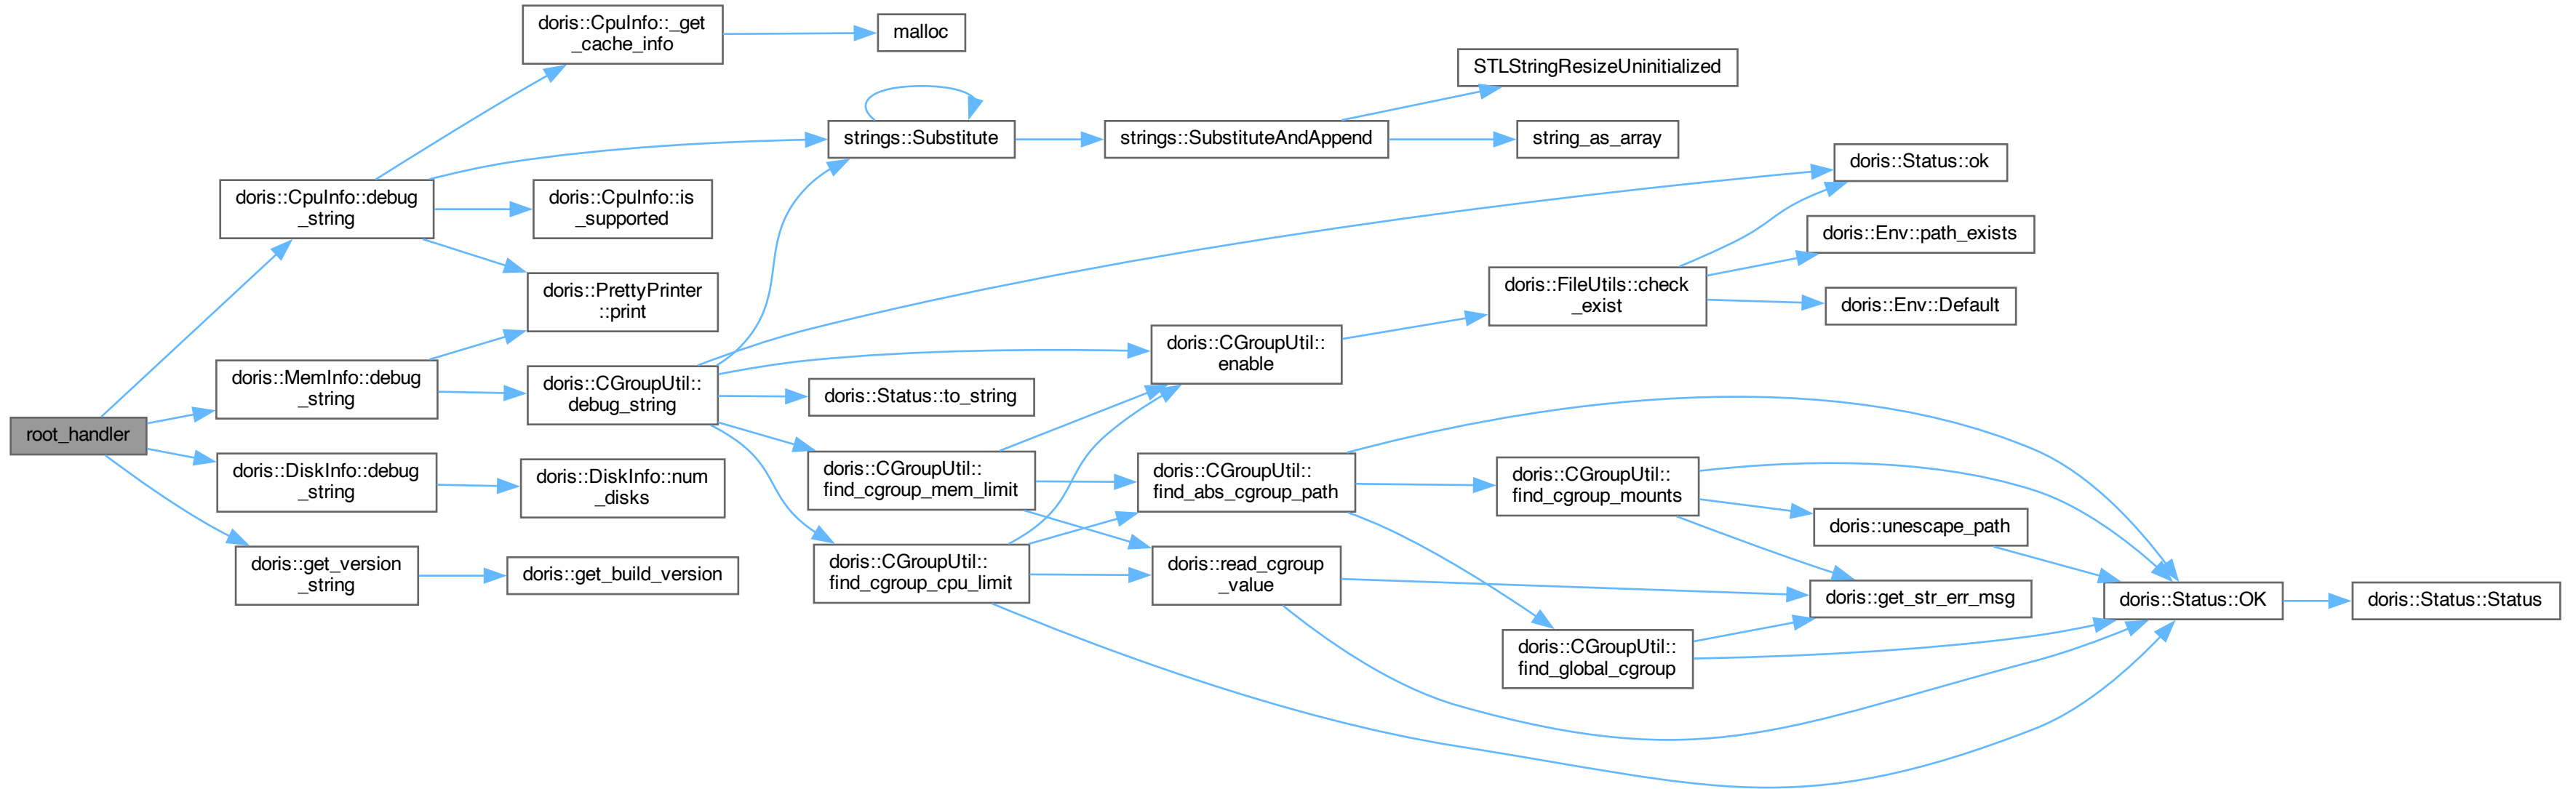 doris::CpuInfo::_get
_cache_info
malloc
STLStringResizeUninitialized
strings::Substitute
strings::SubstituteAndAppend
string_as_array
doris::Status::ok
doris::CpuInfo::debug
_string
doris::CpuInfo::is
_supported
doris::Env::path_exists
doris::PrettyPrinter
::print
doris::FileUtils::check
_exist
doris::Env::Default
doris::CGroupUtil::
enable
doris::MemInfo::debug
_string
doris::CGroupUtil::
debug_string
doris::Status::to_string
root_handler
doris::DiskInfo::debug
_string
doris::DiskInfo::num
_disks
doris::CGroupUtil::
find_cgroup_mem_limit
doris::CGroupUtil::
find_abs_cgroup_path
doris::CGroupUtil::
find_cgroup_mounts
doris::unescape_path
doris::get_version
_string
doris::get_build_version
doris::CGroupUtil::
find_cgroup_cpu_limit
doris::read_cgroup
_value
doris::get_str_err_msg
doris::Status::OK
doris::Status::Status
doris::CGroupUtil::
find_global_cgroup